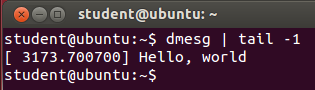 student@ubuntu: ~
student@ubuntu:~$ dmesg | tail -1
[ 3173.700700] Hello, world
student@ubuntu:~$